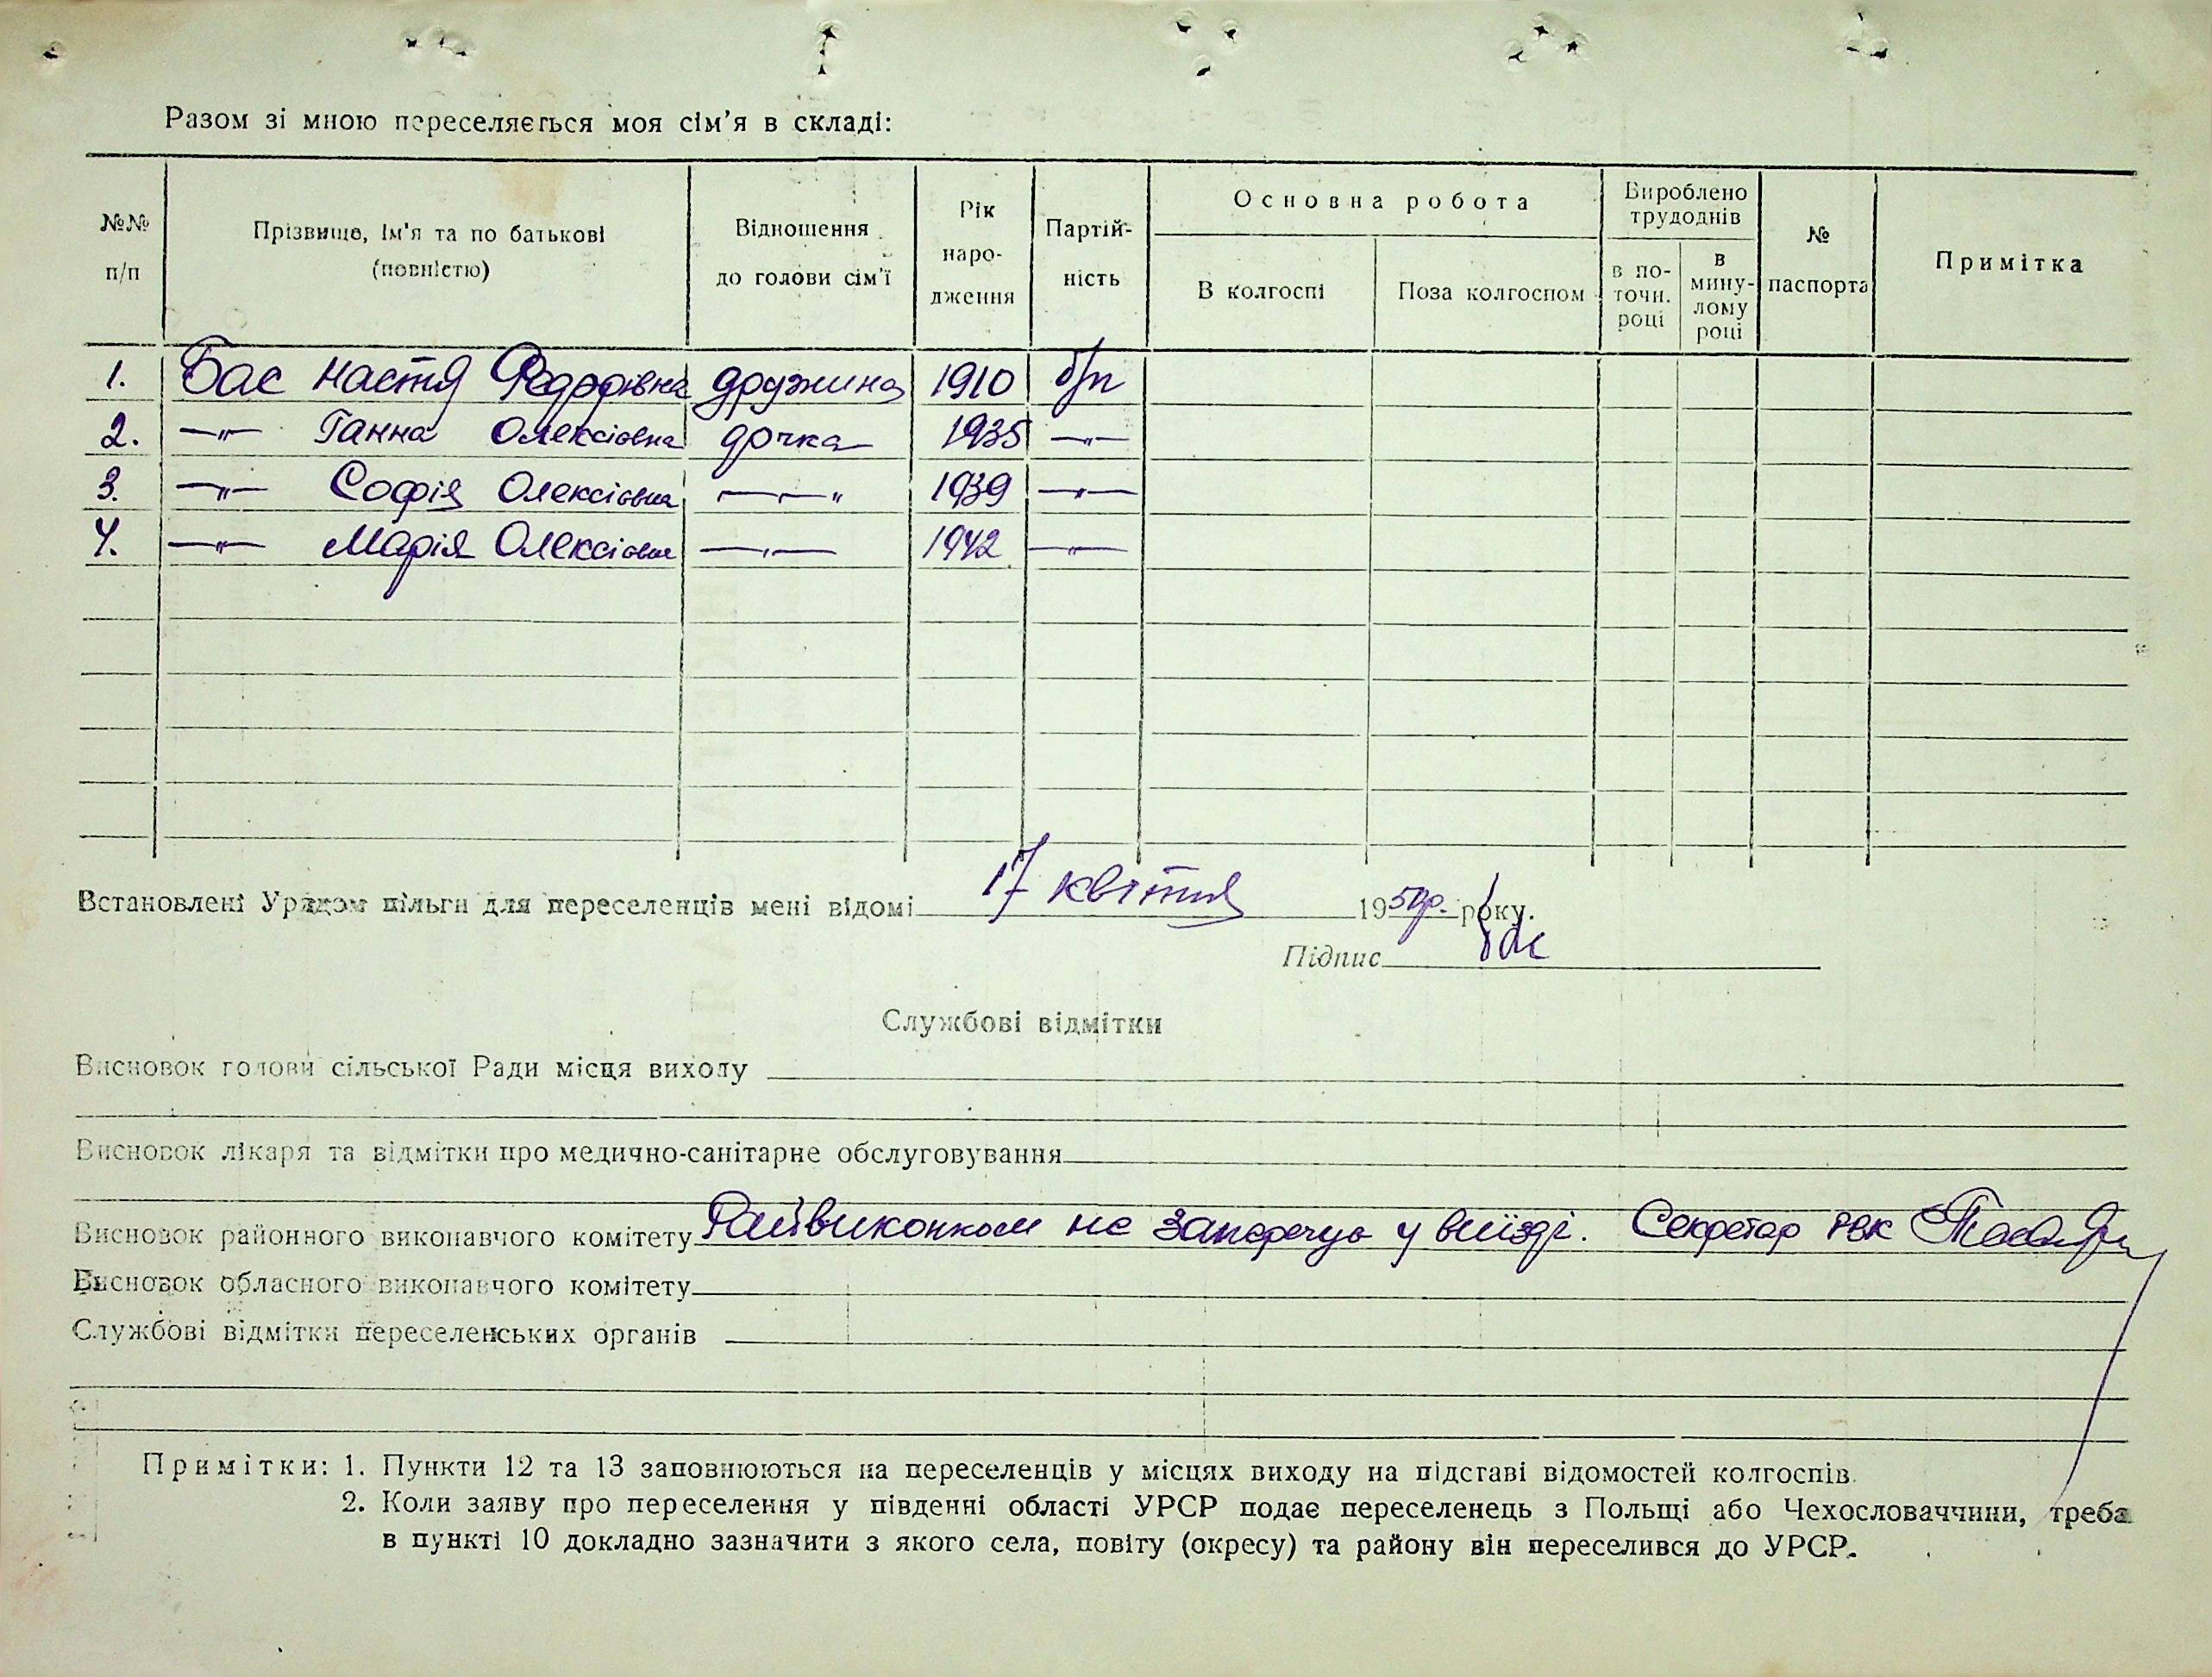 Разом зі мною переселяється моя сім'я в складі:
№№ п/п
Прізвище, ім'я та по батькові (повністю)
Відношення до голови сім'ї
Рік народження
Партійність
Основна робота
В колгоспі
Поза колгоспом
Вироблено трудоднів
в поточн. році
в минулому році
№ паспорта
Примітка
1. Бас Настя Федорівна дружина 1910 б/п
2. —"— Ганна Олексіовна дочка —"— 1935 —"—
3. —"— Софія Олексіовна —"— 1939 —"—
4. —"— Марія Олексіовна —"— 1942 —"—
Встановлені Урядом пільги для переселенців мені відомі 17 квітня 195 року.
Підпис Бас
Службові відмітки
Висновок голови сільської Ради місця виходу
Висновок лікаря та відмітки про медично-санітарне обслуговування
Висновок районного виконавчого комітету Райвиконком не заперечує у виїзді. Секретар РВК
Висновок обласного виконавчого комітету
Службові відмітки переселенських органів
Примітки: 1. Пункти 12 та 13 заповнюються на переселенців у місцях виходу на підставі відомостей колгоспів.
2. Коли заяву про переселення у південні області УРСР подає переселенець з Польщі або Чехословаччини, треба
в пункті 10 докладно зазначити з якого села, повіту (окресу) та району він переселився до УРСР.